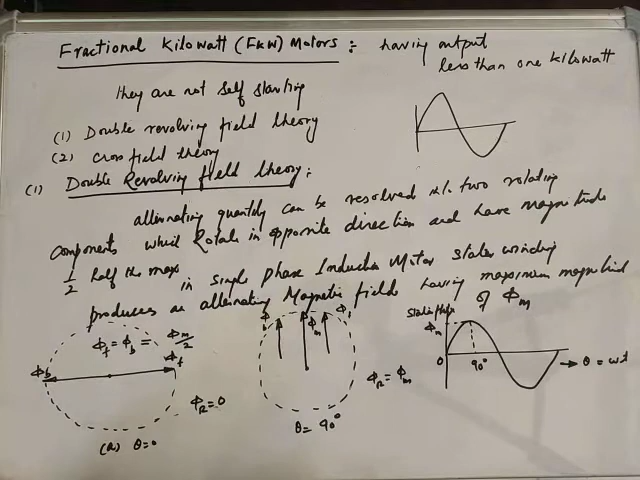 Fractional Kilowatt (FKW) Motors : having output
less than one kilowatt
They are not Self starting
(1) Double revolving field theory
(2) Cross field theory
(1) Double Revolving field theory :
alternating quantity can be resolved into two rotating
components which Rotate in opposite direction and have magnitude
1/2 half the max
in single Phase Induction Motor stator winding
produces an alternating Magnetic field having maximum magnitude
of Φm
Φf = Φb = Φm/2
Φb
Φf
ΦR = 0
(a) θ = 0
Φb Φm Φf
ΦR = Φm
θ = 90°
Stator flux
Φm
0 90° θ = wt